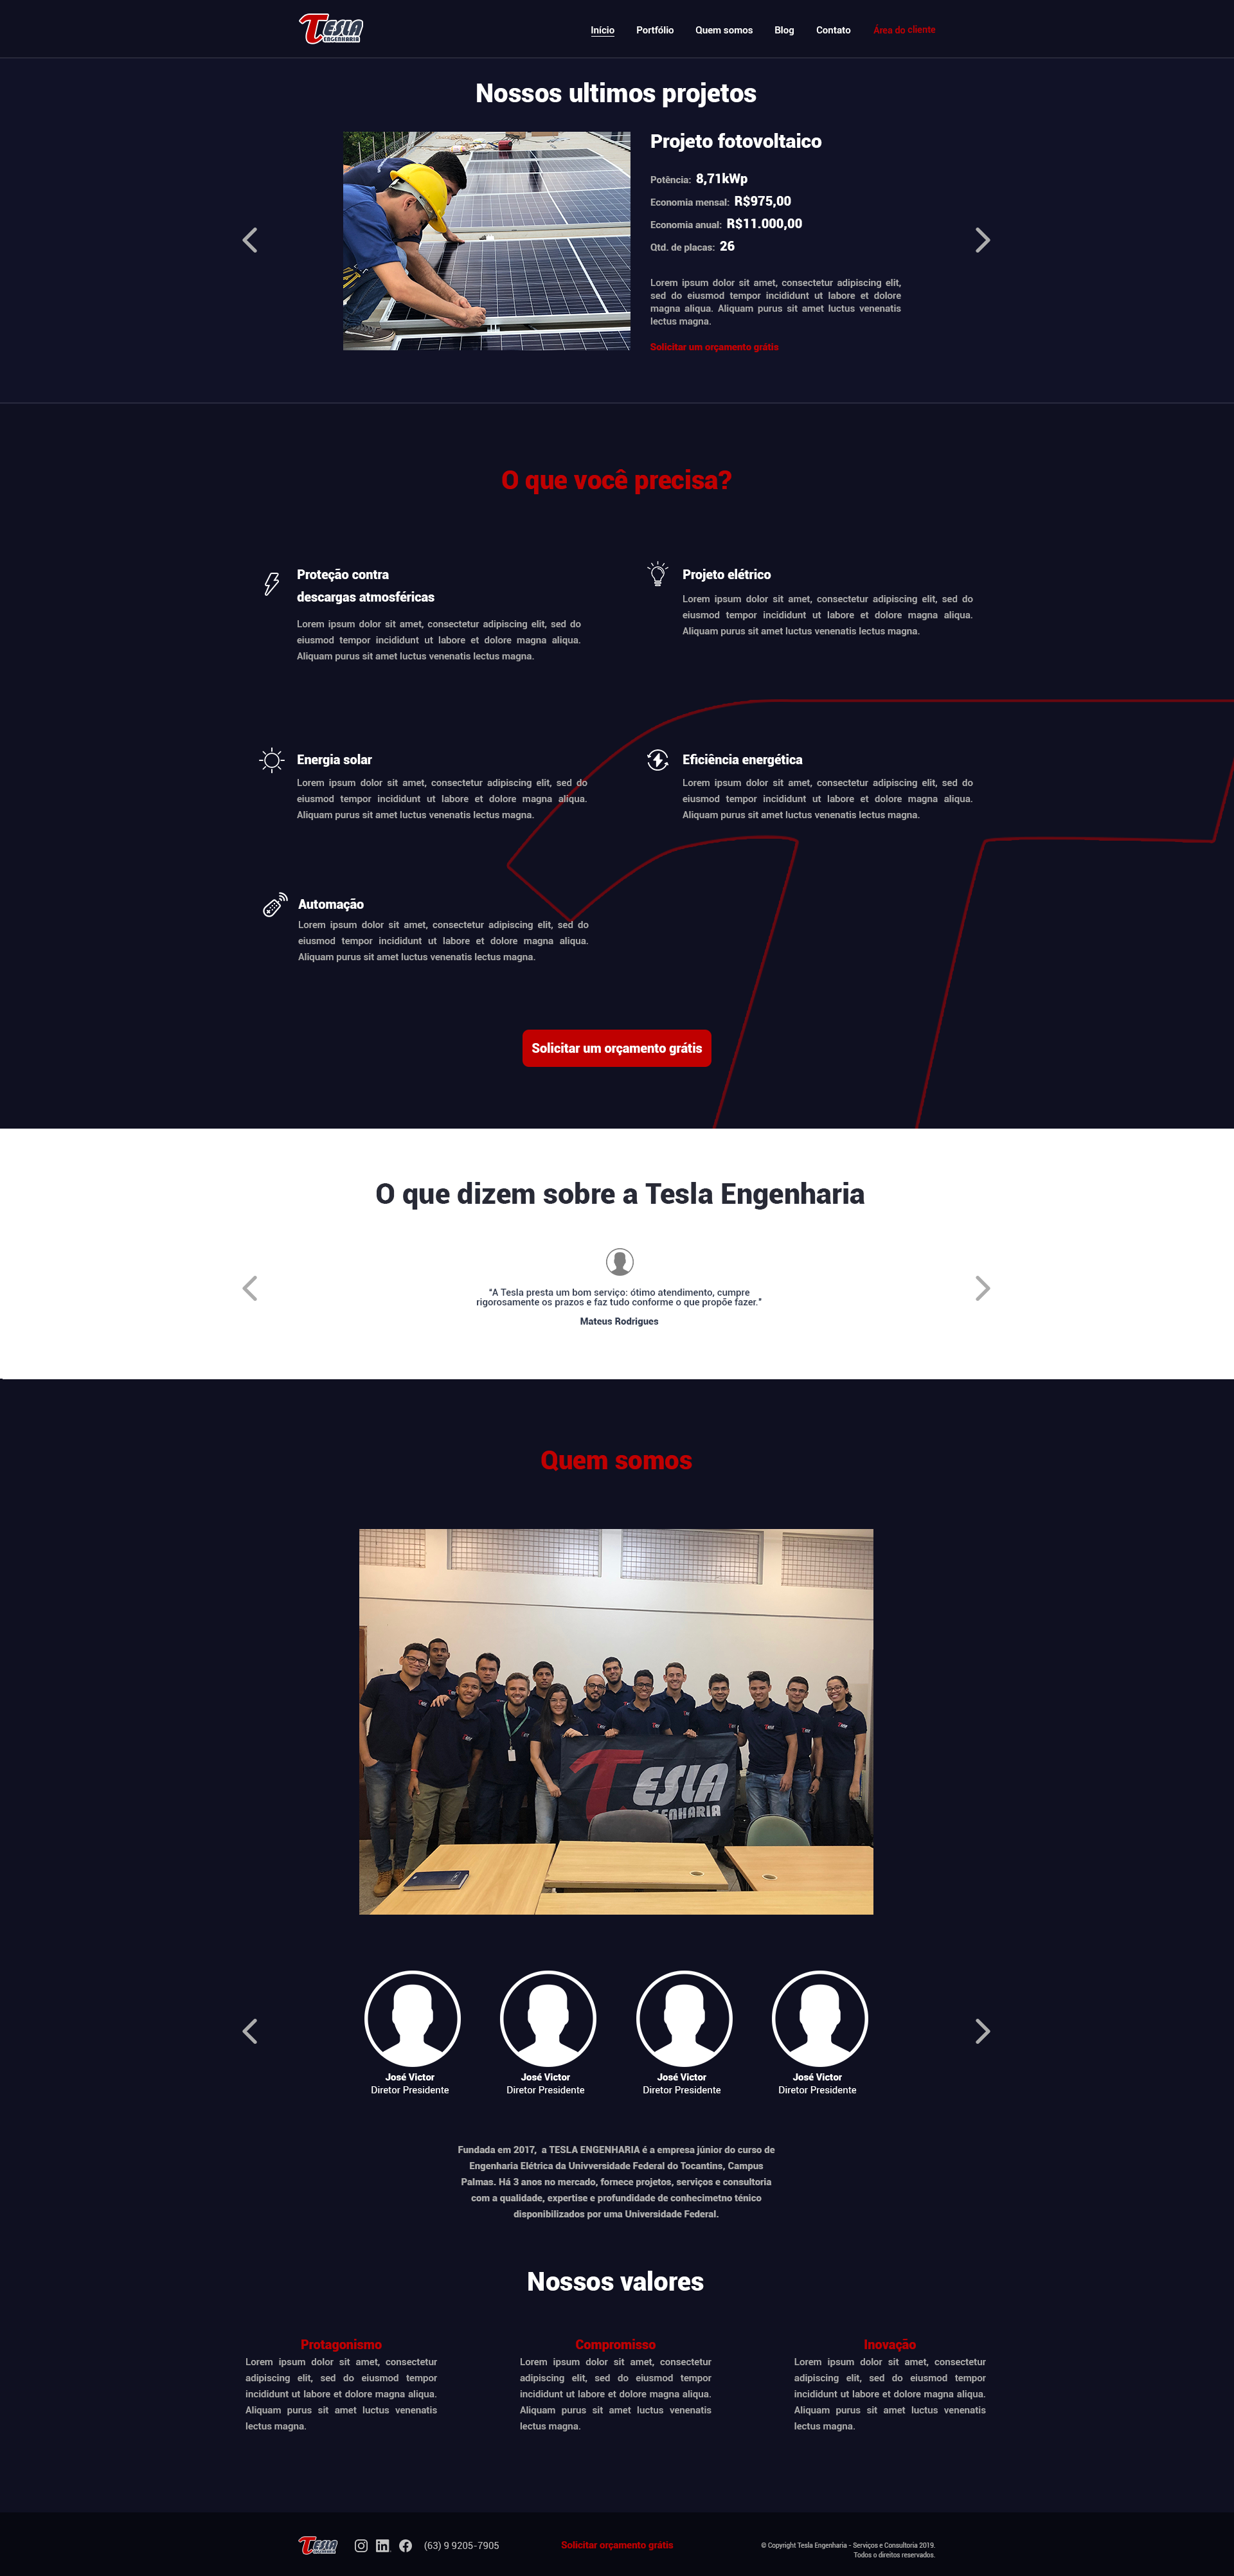 TESLA
ENGENHARIA
Início
Portfólio
Quem somos
Blog
Contato
Área do cliente
Nossos ultimos projetos
Projeto fotovoltaico
Potência: 8,71kWp
Economia mensal: R$975,00
Economia anual: R$11.000,00
Qtd. de placas: 26
Lorem ipsum dolor sit amet, consectetur adipiscing elit,
sed do eiusmod tempor incididunt ut labore et dolore
magna aliqua. Aliquam purus sit amet luctus venenatis
lectus magna.
Solicitar um orçamento grátis
O que você precisa?
Proteção contra
descargas atmosféricas
Lorem ipsum dolor sit amet, consectetur adipiscing elit, sed do
eiusmod tempor incididunt ut labore et dolore magna aliqua.
Aliquam purus sit amet luctus venenatis lectus magna.
Projeto elétrico
Lorem ipsum dolor sit amet, consectetur adipiscing elit, sed do
eiusmod tempor incididunt ut labore et dolore magna aliqua.
Aliquam purus sit amet luctus venenatis lectus magna.
Energia solar
Lorem ipsum dolor sit amet, consectetur adipiscing elit, sed do
eiusmod tempor incididunt ut labore et dolore magna aliqua.
Aliquam purus sit amet luctus venenatis lectus magna.
Eficiência energética
Lorem ipsum dolor sit amet, consectetur adipiscing elit, sed do
eiusmod tempor incididunt ut labore et dolore magna aliqua.
Aliquam purus sit amet luctus venenatis lectus magna.
Automação
Lorem ipsum dolor sit amet, consectetur adipiscing elit, sed do
eiusmod tempor incididunt ut labore et dolore magna aliqua.
Aliquam purus sit amet luctus venenatis lectus magna.
Solicitar um orçamento grátis
O que dizem sobre a Tesla Engenharia
"A Tesla presta um bom serviço: ótimo atendimento, cumpre
rigorosamente os prazos e faz tudo conforme o que propõe fazer."
Mateus Rodrigues
Quem somos
TESLA
ENGENHARIA
José Victor
Diretor Presidente
José Victor
Diretor Presidente
José Victor
Diretor Presidente
José Victor
Diretor Presidente
Fundada em 2017, a TESLA ENGENHARIA é a empresa júnior do curso de
Engenharia Elétrica da Univversidade Federal do Tocantins, Campus
Palmas. Há 3 anos no mercado, fornece projetos, serviços e consultoria
com a qualidade, expertise e profundidade de conhecimetno ténico
disponibilizados por uma Universidade Federal.
Nossos valores
Protagonismo
Lorem ipsum dolor sit amet, consectetur
adipiscing elit, sed do eiusmod tempor
incididunt ut labore et dolore magna aliqua.
Aliquam purus sit amet luctus venenatis
lectus magna.
Compromisso
Lorem ipsum dolor sit amet, consectetur
adipiscing elit, sed do eiusmod tempor
incididunt ut labore et dolore magna aliqua.
Aliquam purus sit amet luctus venenatis
lectus magna.
Inovação
Lorem ipsum dolor sit amet, consectetur
adipiscing elit, sed do eiusmod tempor
incididunt ut labore et dolore magna aliqua.
Aliquam purus sit amet luctus venenatis
lectus magna.
TESLA
ENGENHARIA
(63) 9 9205-7905
Solicitar orçamento grátis
© Copyright Tesla Engenharia - Serviços e Consultoria 2019.
Todos o direitos reservados.